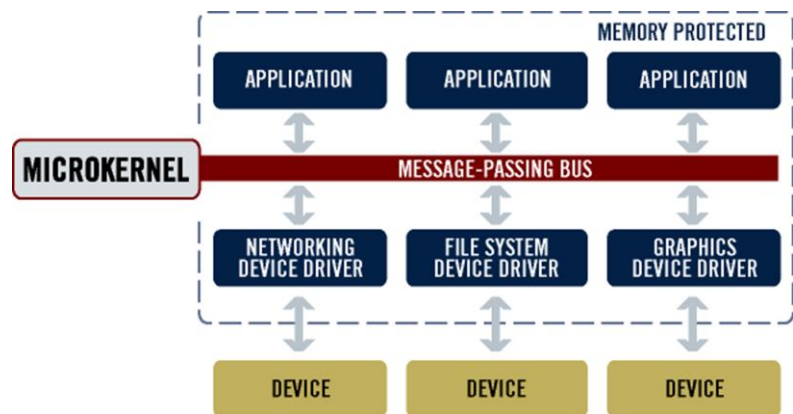 MEMORY PROTECTED
APPLICATION
APPLICATION
APPLICATION
MICROKERNEL
MESSAGE-PASSING BUS
NETWORKING
DEVICE DRIVER
FILE SYSTEM
DEVICE DRIVER
GRAPHICS
DEVICE DRIVER
DEVICE
DEVICE
DEVICE